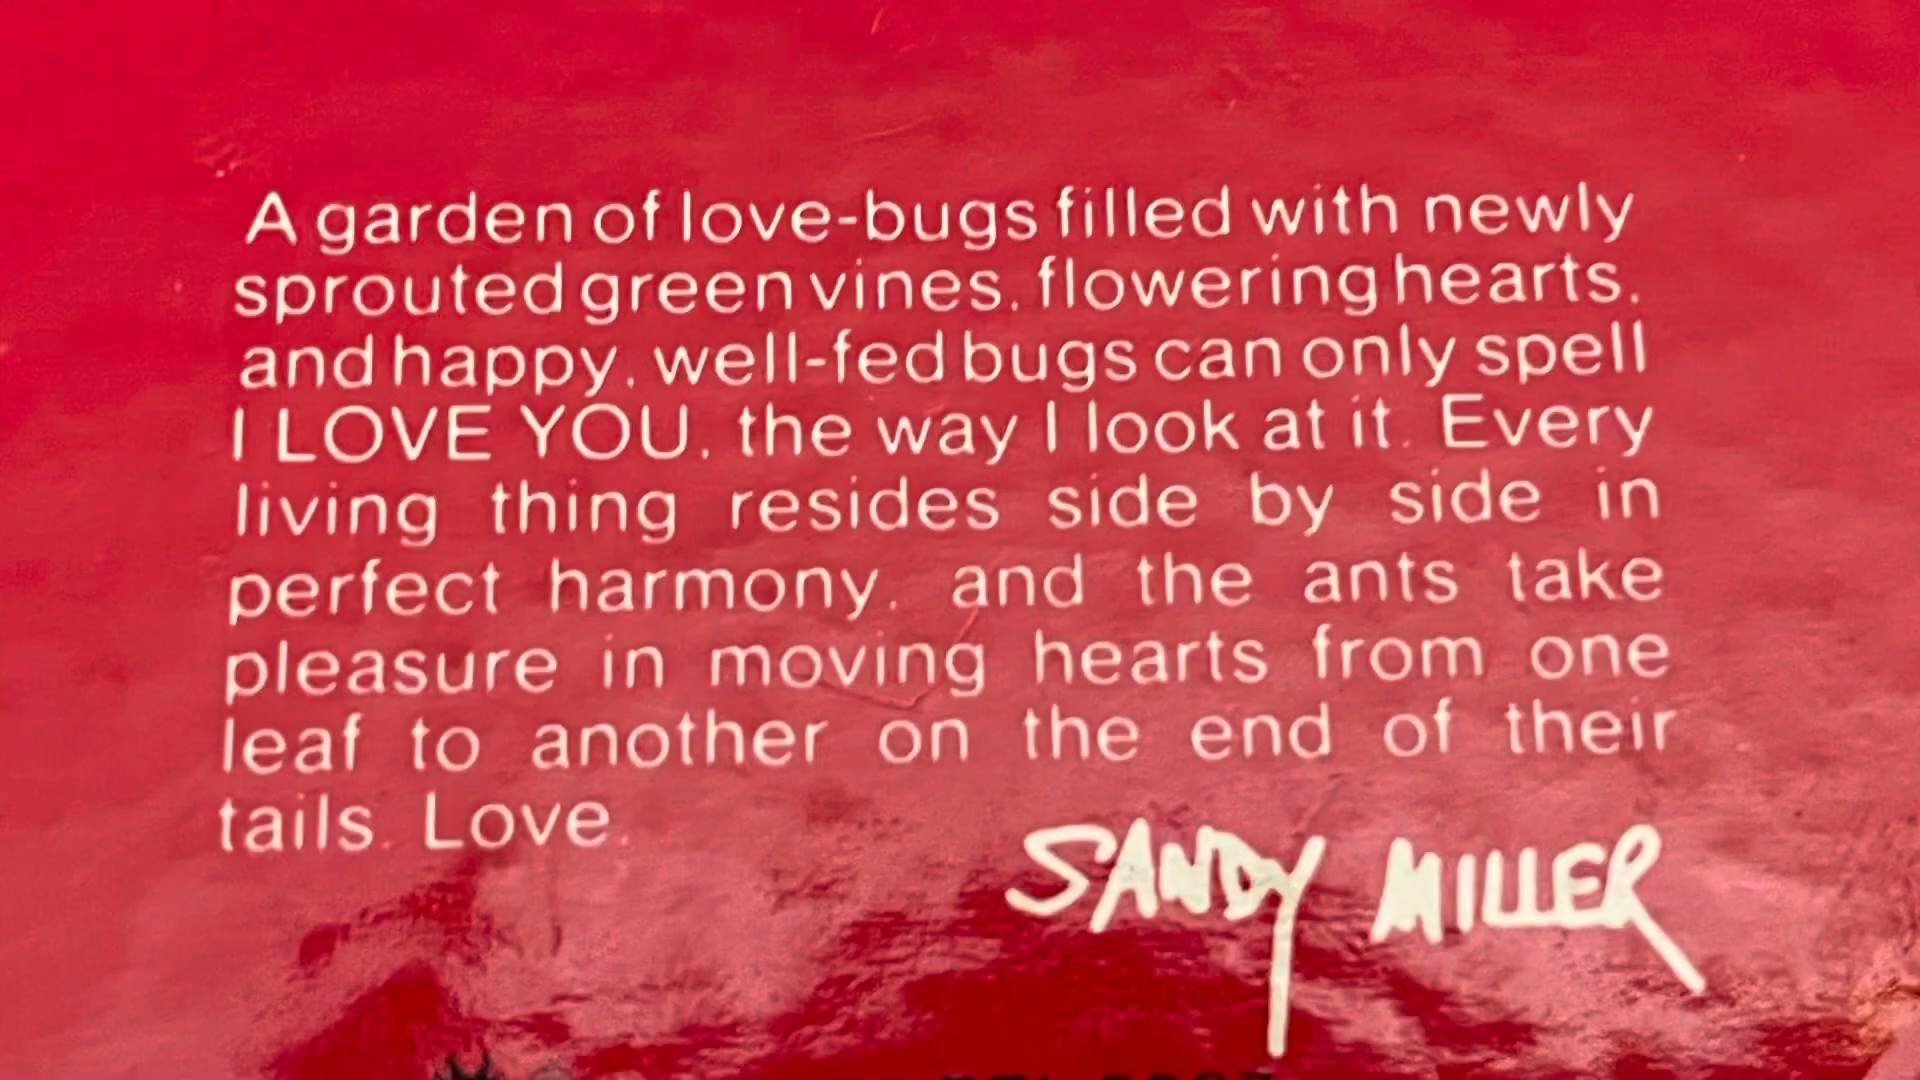 A garden of love-bugs filled with newly
sprouted green vines, flowering hearts,
and happy, well-fed bugs can only spell
I LOVE YOU, the way I look at it. Every
living thing resides side by side in
perfect harmony, and the ants take
pleasure in moving hearts from one
leaf to another on the end of their
tails. Love,
SANDY MILLER